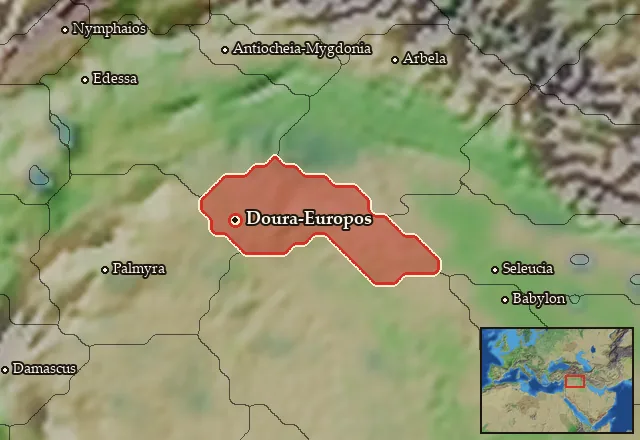 Nymphaios
Antiocheia-Mygdonia
Arbela
Edessa
Doura-Europos
Palmyra
Seleucia
Babylon
Damascus